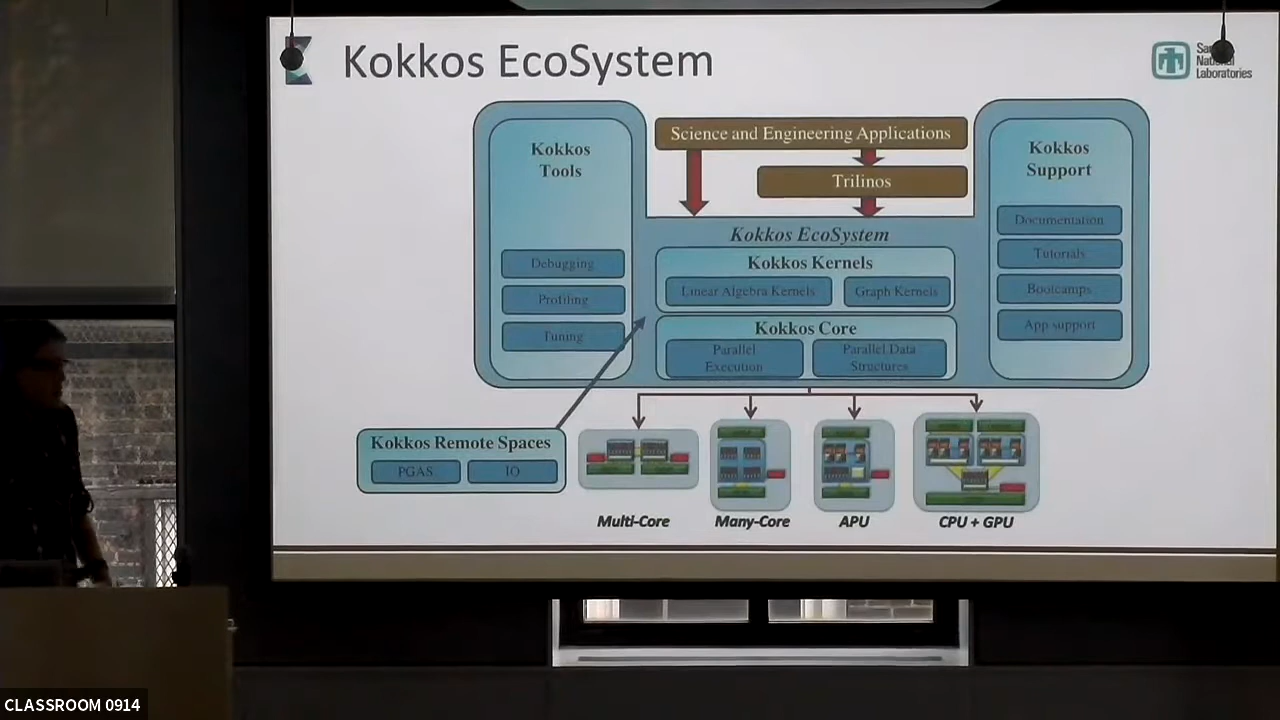 Kokkos EcoSystem
National
Laboratories
Kokkos
Tools
Debugging
Profiling
Tuning
Science and Engineering Applications
Trilinos
Kokkos EcoSystem
Kokkos Kernels
Linear Algebra Kernels
Graph Kernels
Kokkos Core
Parallel
Execution
Parallel Data
Structures
Kokkos
Support
Documentation
Tutorials
Bootcamps
App support
Kokkos Remote Spaces
PGAS
IO
Multi-Core
Many-Core
APU
CPU + GPU
CLASSROOM 0914